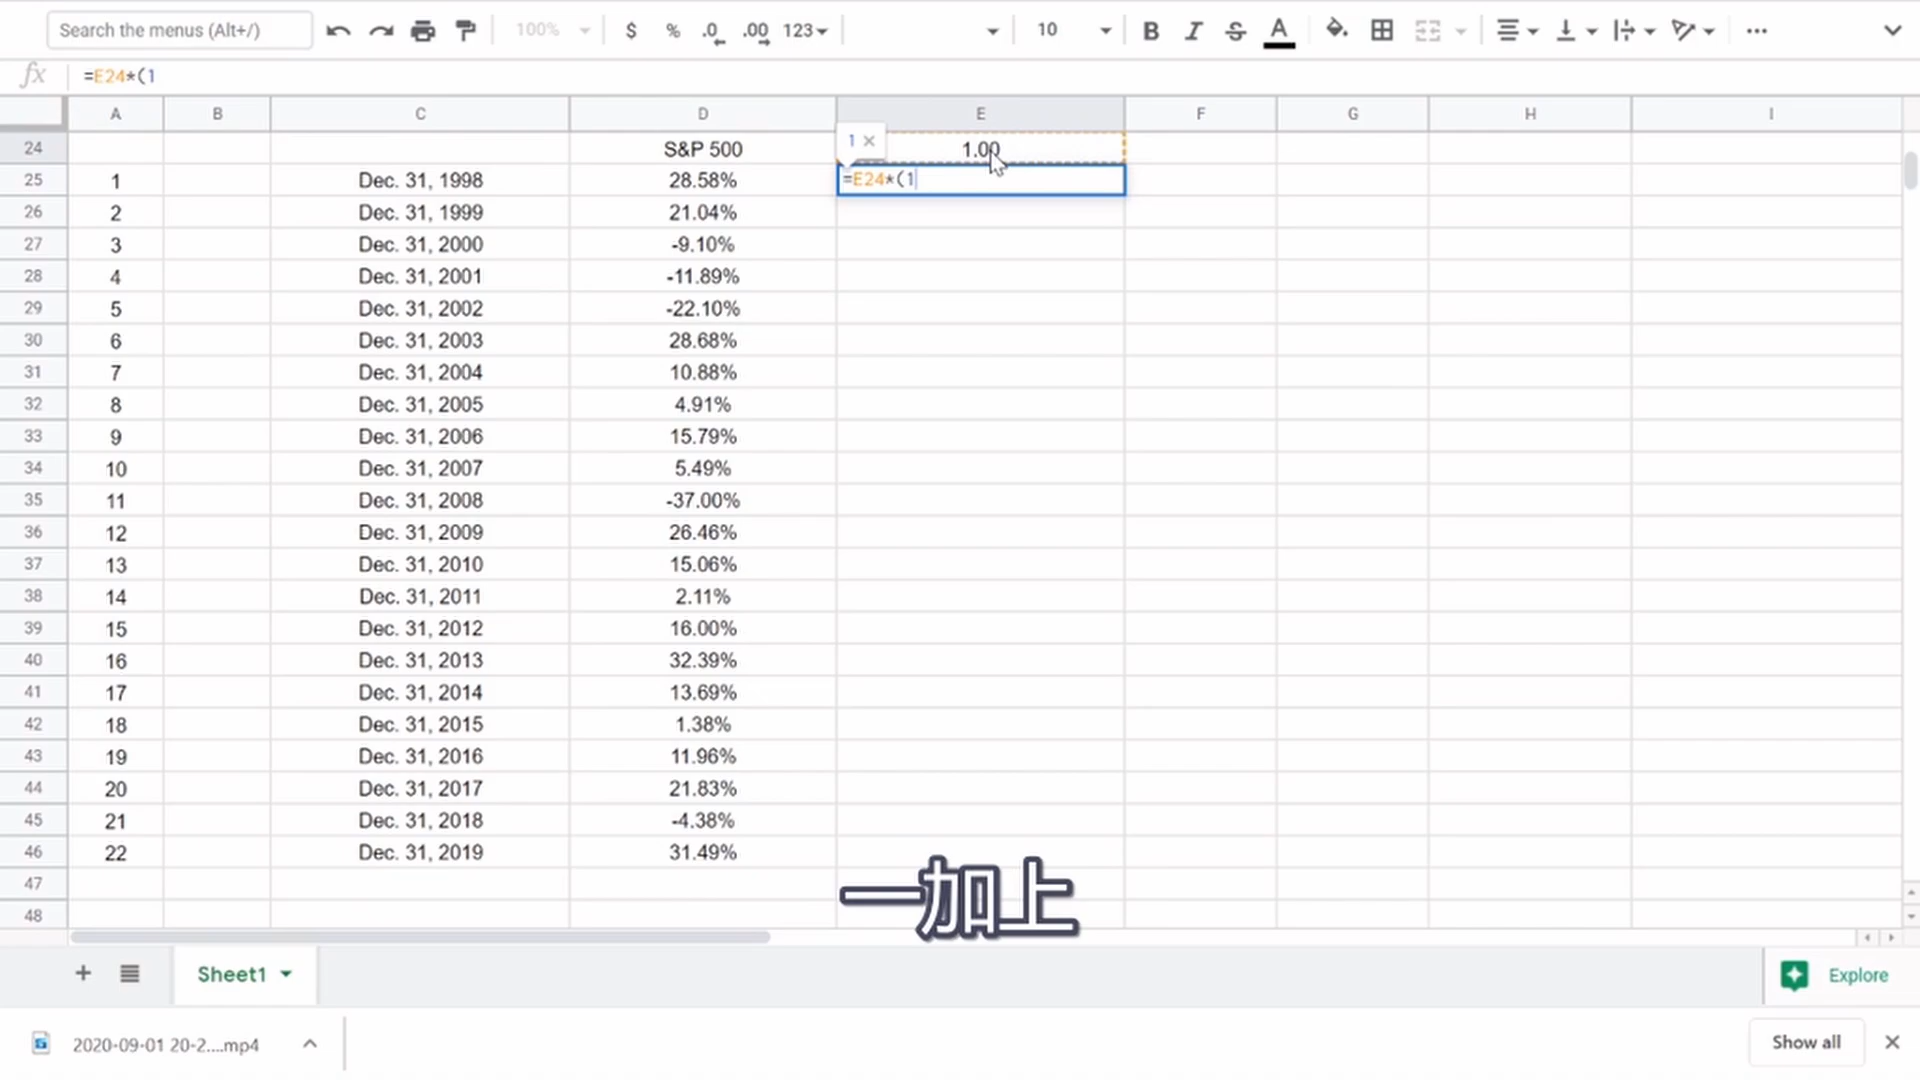 Search the menus (Alt+/) 100% $ % .0 .00 123 10 B I S A
fx =E24*(1
A B C D E F G H I
1 ×
24 S&P 500 1.00
25 1 Dec. 31, 1998 28.58% =E24*(1
26 2 Dec. 31, 1999 21.04%
27 3 Dec. 31, 2000 -9.10%
28 4 Dec. 31, 2001 -11.89%
29 5 Dec. 31, 2002 -22.10%
30 6 Dec. 31, 2003 28.68%
31 7 Dec. 31, 2004 10.88%
32 8 Dec. 31, 2005 4.91%
33 9 Dec. 31, 2006 15.79%
34 10 Dec. 31, 2007 5.49%
35 11 Dec. 31, 2008 -37.00%
36 12 Dec. 31, 2009 26.46%
37 13 Dec. 31, 2010 15.06%
38 14 Dec. 31, 2011 2.11%
39 15 Dec. 31, 2012 16.00%
40 16 Dec. 31, 2013 32.39%
41 17 Dec. 31, 2014 13.69%
42 18 Dec. 31, 2015 1.38%
43 19 Dec. 31, 2016 11.96%
44 20 Dec. 31, 2017 21.83%
45 21 Dec. 31, 2018 -4.38%
46 22 Dec. 31, 2019 31.49%
47
48
一加上
Sheet1 Explore
2020-09-01 20-2....mp4 Show all